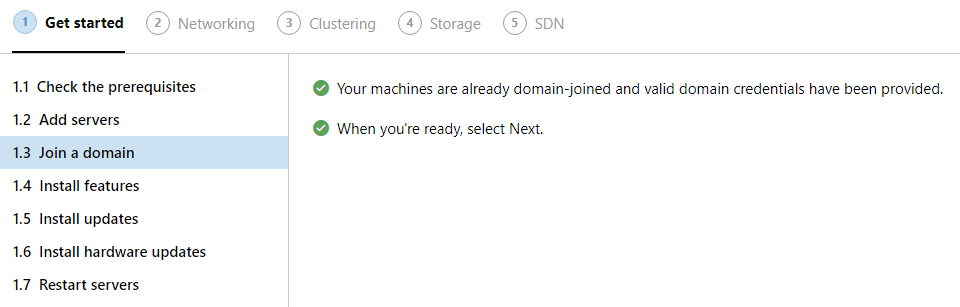 1 Get started 2 Networking 3 Clustering 4 Storage 5 SDN
1.1 Check the prerequisites
1.2 Add servers
1.3 Join a domain
1.4 Install features
1.5 Install updates
1.6 Install hardware updates
1.7 Restart servers
Your machines are already domain-joined and valid domain credentials have been provided.
When you're ready, select Next.